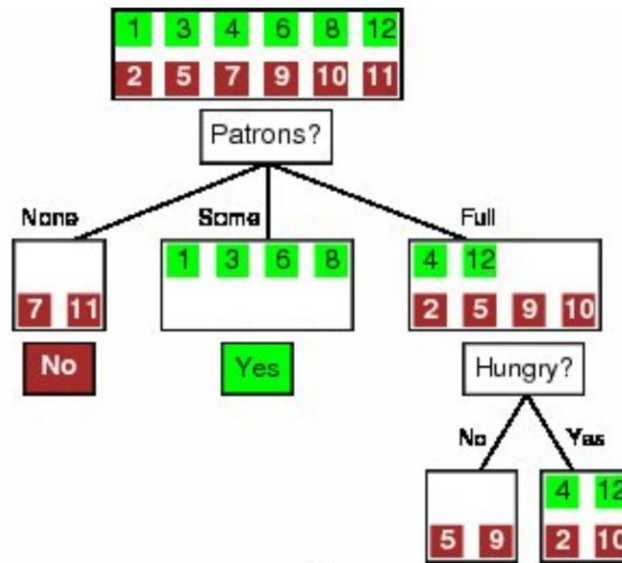 1 3 4 6 8 12
2 5 7 9 10 11
Patrons?
None Some Full
1 3 6 8 4 12
7 11 2 5 9 10
No Yes Hungry?
No Yes
4 12
5 9 2 10